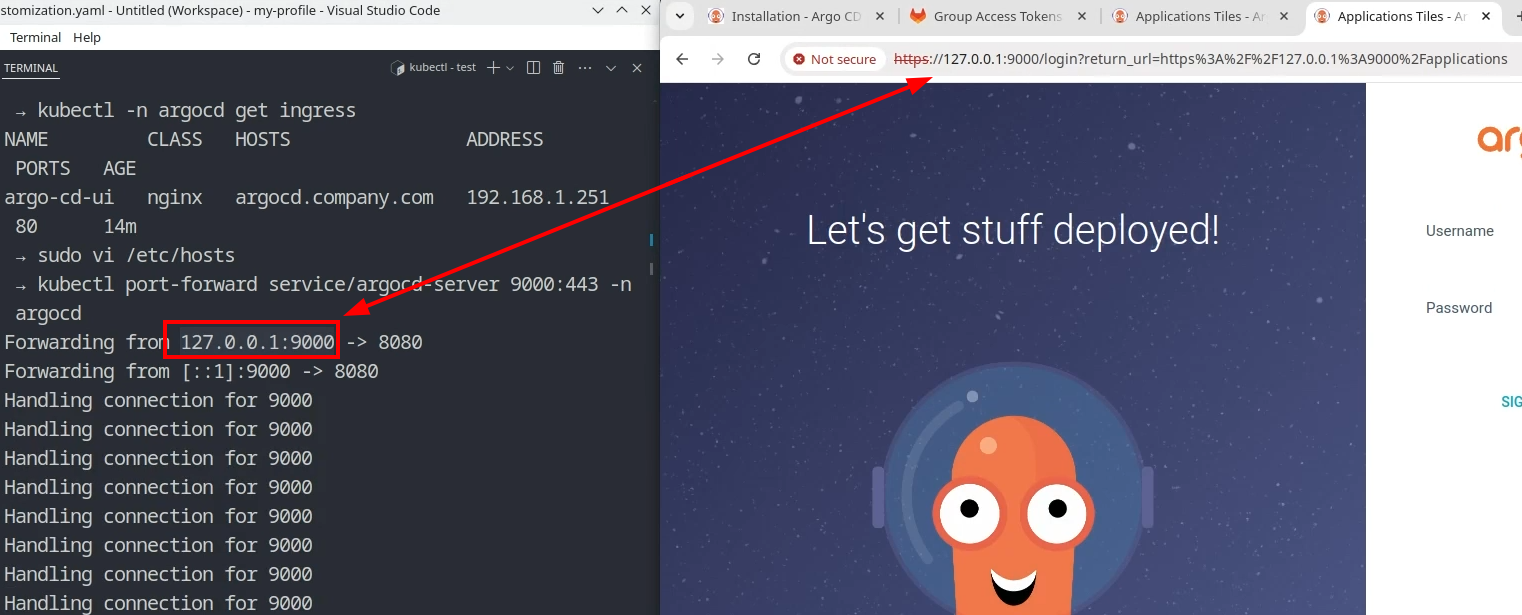 stomization.yaml - Untitled (Workspace) - my-profile - Visual Studio Code
Terminal Help
TERMINAL
kubectl - test
→ kubectl -n argocd get ingress
NAME CLASS HOSTS ADDRESS
PORTS AGE
argo-cd-ui nginx argocd.company.com 192.168.1.251
80 14m
→ sudo vi /etc/hosts
→ kubectl port-forward service/argocd-server 9000:443 -n
argocd
Forwarding from 127.0.0.1:9000 -> 8080
Forwarding from [::1]:9000 -> 8080
Handling connection for 9000
Handling connection for 9000
Handling connection for 9000
Handling connection for 9000
Handling connection for 9000
Handling connection for 9000
Handling connection for 9000
Handling connection for 9000
Installation - Argo CD
Group Access Tokens
Applications Tiles - Ar
Applications Tiles - Ar
Not secure https://127.0.0.1:9000/login?return_url=https%3A%2F%2F127.0.0.1%3A9000%2Fapplications
Let's get stuff deployed!
arg
Username
Password
SIG